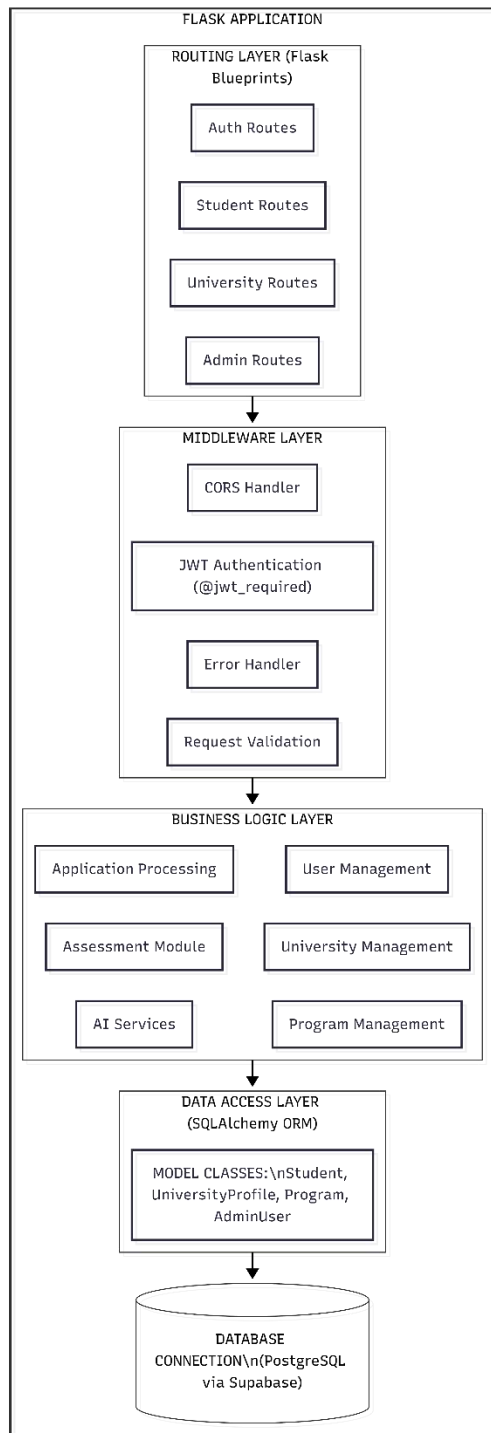 FLASK APPLICATION
ROUTING LAYER (Flask
Blueprints)
Auth Routes
Student Routes
University Routes
Admin Routes
MIDDLEWARE LAYER
CORS Handler
JWT Authentication
(@jwt_required)
Error Handler
Request Validation
BUSINESS LOGIC LAYER
Application Processing
User Management
Assessment Module
University Management
AI Services
Program Management
DATA ACCESS LAYER
(SQLAlchemy ORM)
MODEL CLASSES:\nStudent,
UniversityProfile, Program,
AdminUser
DATABASE
CONNECTION\n(PostgreSQL
via Supabase)